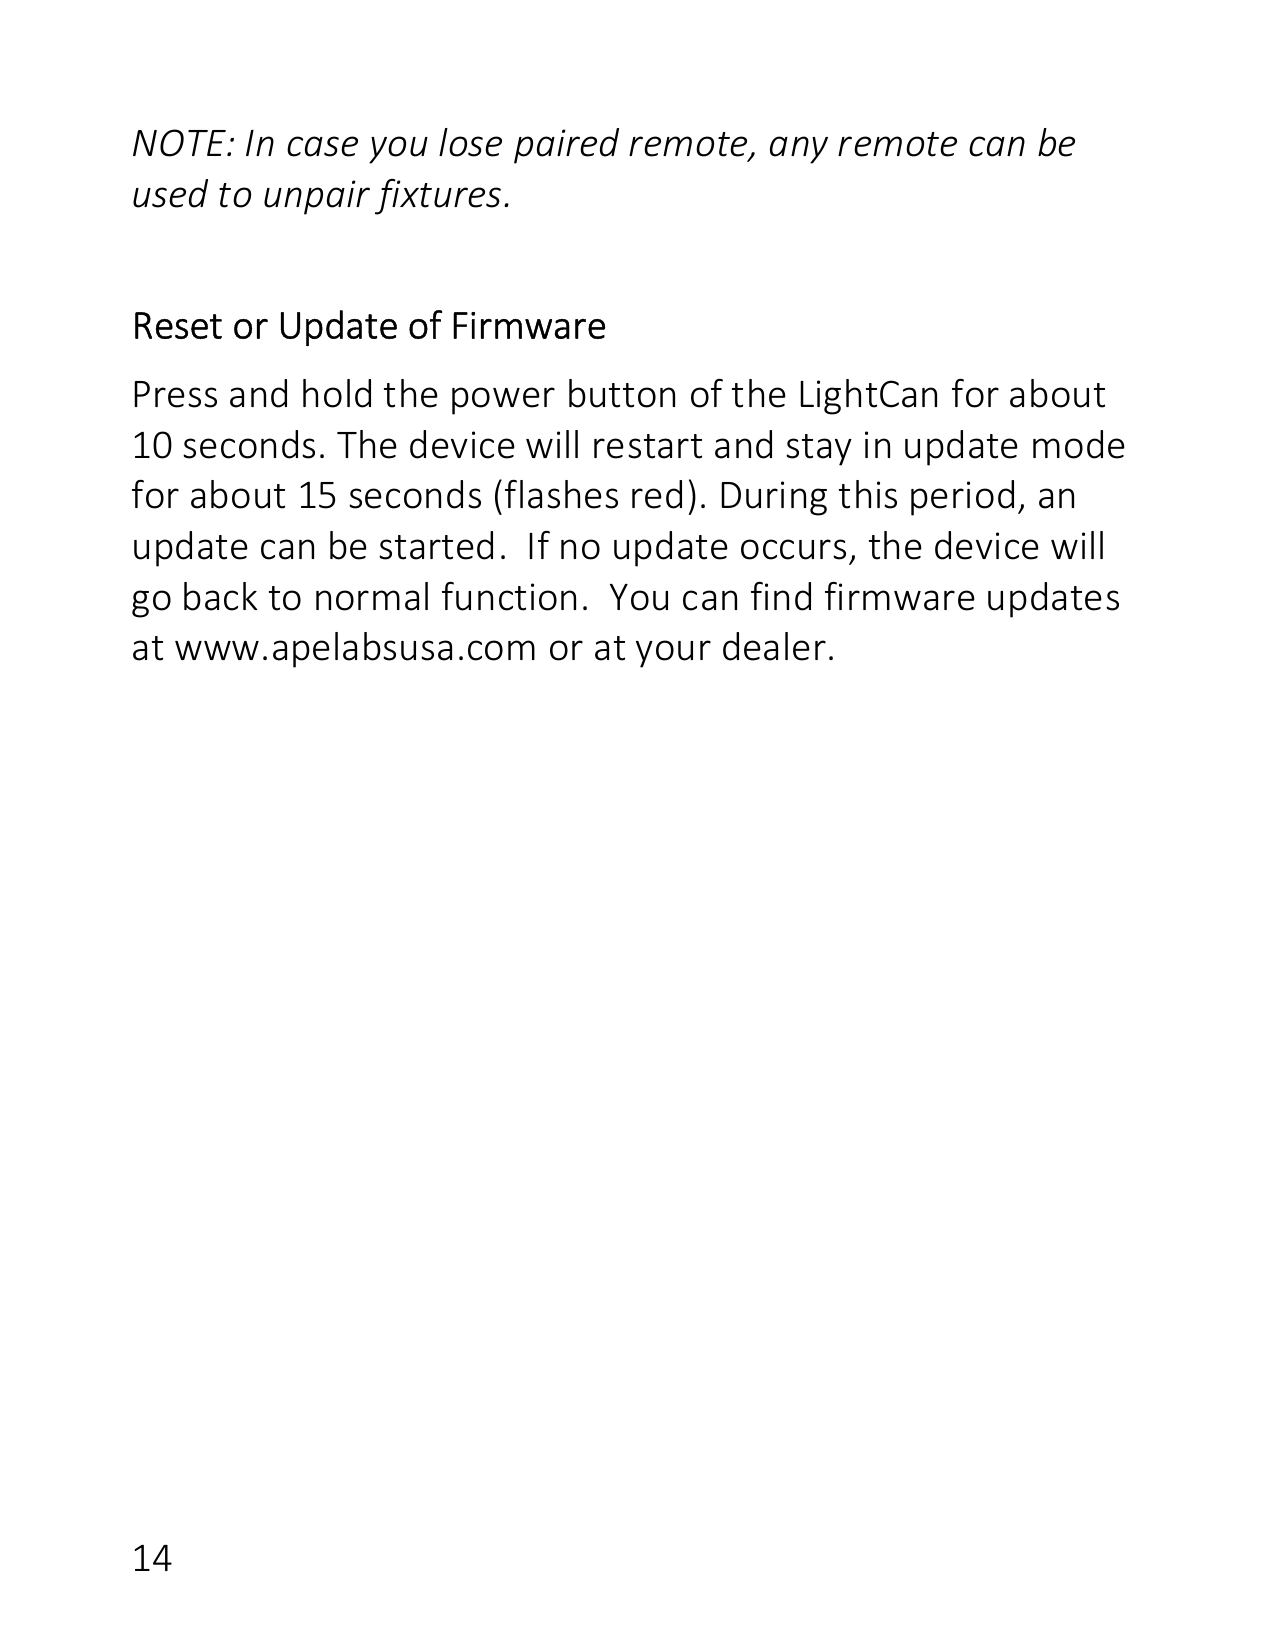 NOTE: In case you lose paired remote, any remote can be
used to unpair fixtures.
Reset or Update of Firmware
Press and hold the power button of the LightCan for about
10 seconds. The device will restart and stay in update mode
for about 15 seconds (flashes red). During this period, an
update can be started.  If no update occurs, the device will
go back to normal function.  You can find firmware updates
at www.apelabsusa.com or at your dealer.
14